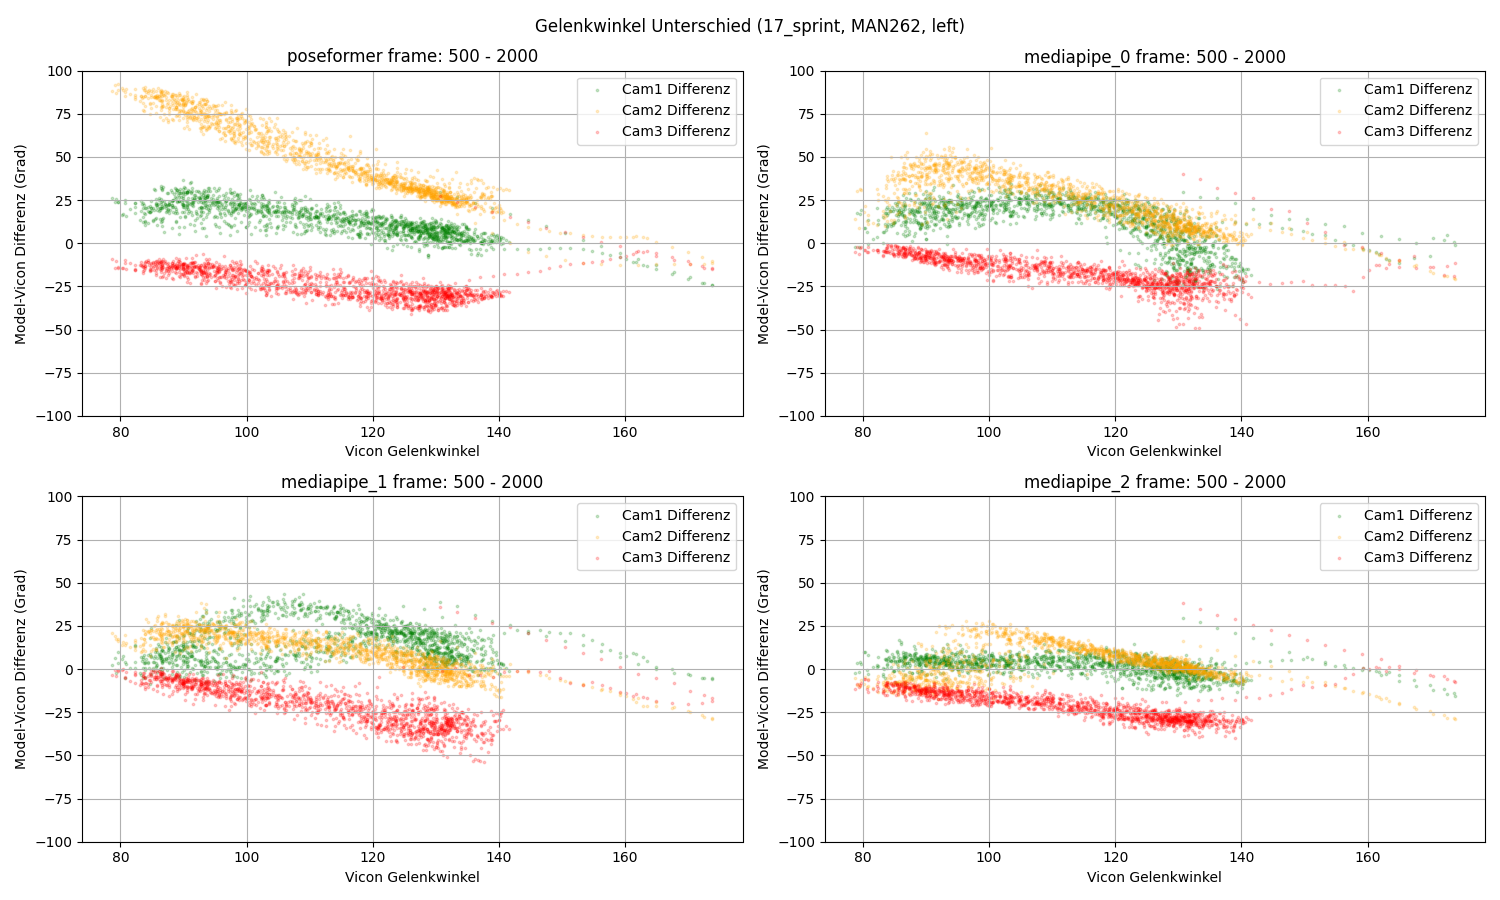 Gelenkwinkel Unterschied (17_sprint, MAN262, left)
poseformer frame: 500 - 2000
100
75
50
25
0
−25
−50
−75
−100
Model-Vicon Differenz (Grad)
Cam1 Differenz
Cam2 Differenz
Cam3 Differenz
80 100 120 140 160
Vicon Gelenkwinkel
mediapipe_0 frame: 500 - 2000
100
75
50
25
0
−25
−50
−75
−100
Model-Vicon Differenz (Grad)
Cam1 Differenz
Cam2 Differenz
Cam3 Differenz
80 100 120 140 160
Vicon Gelenkwinkel
mediapipe_1 frame: 500 - 2000
100
75
50
25
0
−25
−50
−75
−100
Model-Vicon Differenz (Grad)
Cam1 Differenz
Cam2 Differenz
Cam3 Differenz
80 100 120 140 160
Vicon Gelenkwinkel
mediapipe_2 frame: 500 - 2000
100
75
50
25
0
−25
−50
−75
−100
Model-Vicon Differenz (Grad)
Cam1 Differenz
Cam2 Differenz
Cam3 Differenz
80 100 120 140 160
Vicon Gelenkwinkel